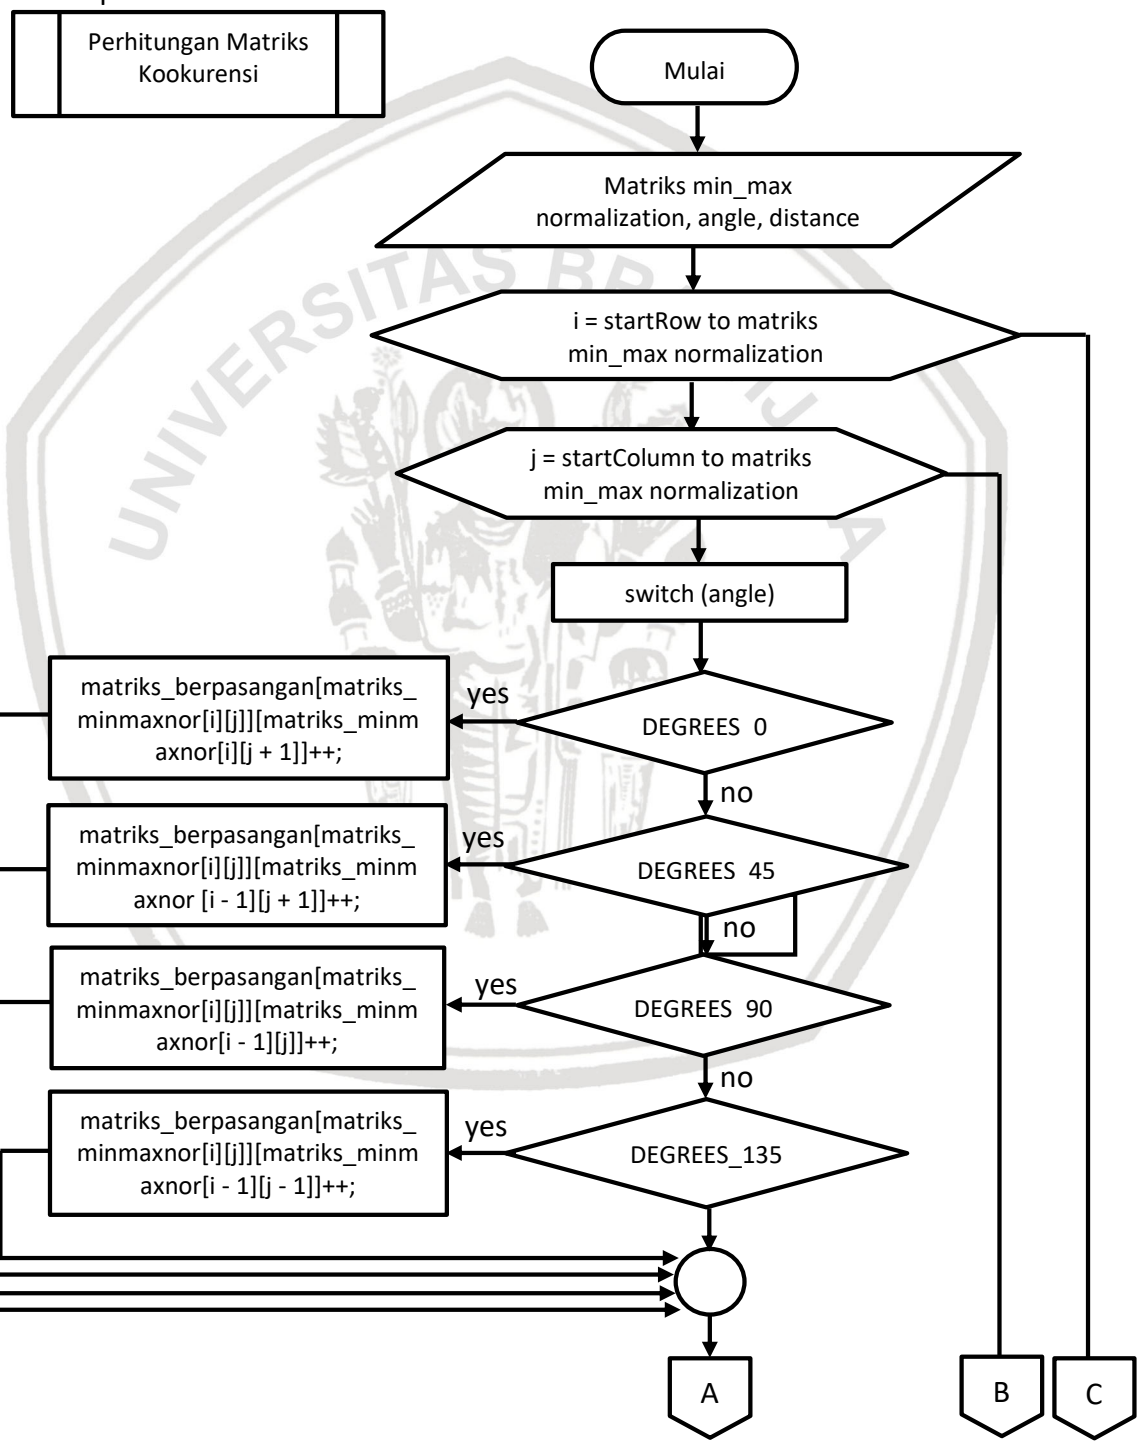 Perhitungan Matriks
Kookurensi
Mulai
Matriks min_max
normalization, angle, distance
i = startRow to matriks
min_max normalization
j = startColumn to matriks
min_max normalization
switch (angle)
matriks_berpasangan[matriks_
minmaxnor[i][j]][matriks_minm
axnor[i][j + 1]]++;
yes
DEGREES 0
no
matriks_berpasangan[matriks_
minmaxnor[i][j]][matriks_minm
axnor [i - 1][j + 1]]++;
yes
DEGREES 45
no
matriks_berpasangan[matriks_
minmaxnor[i][j]][matriks_minm
axnor[i - 1][j]]++;
yes
DEGREES 90
no
matriks_berpasangan[matriks_
minmaxnor[i][j]][matriks_minm
axnor[i - 1][j - 1]]++;
yes
DEGREES_135
A
B
C
UNIVERSITAS